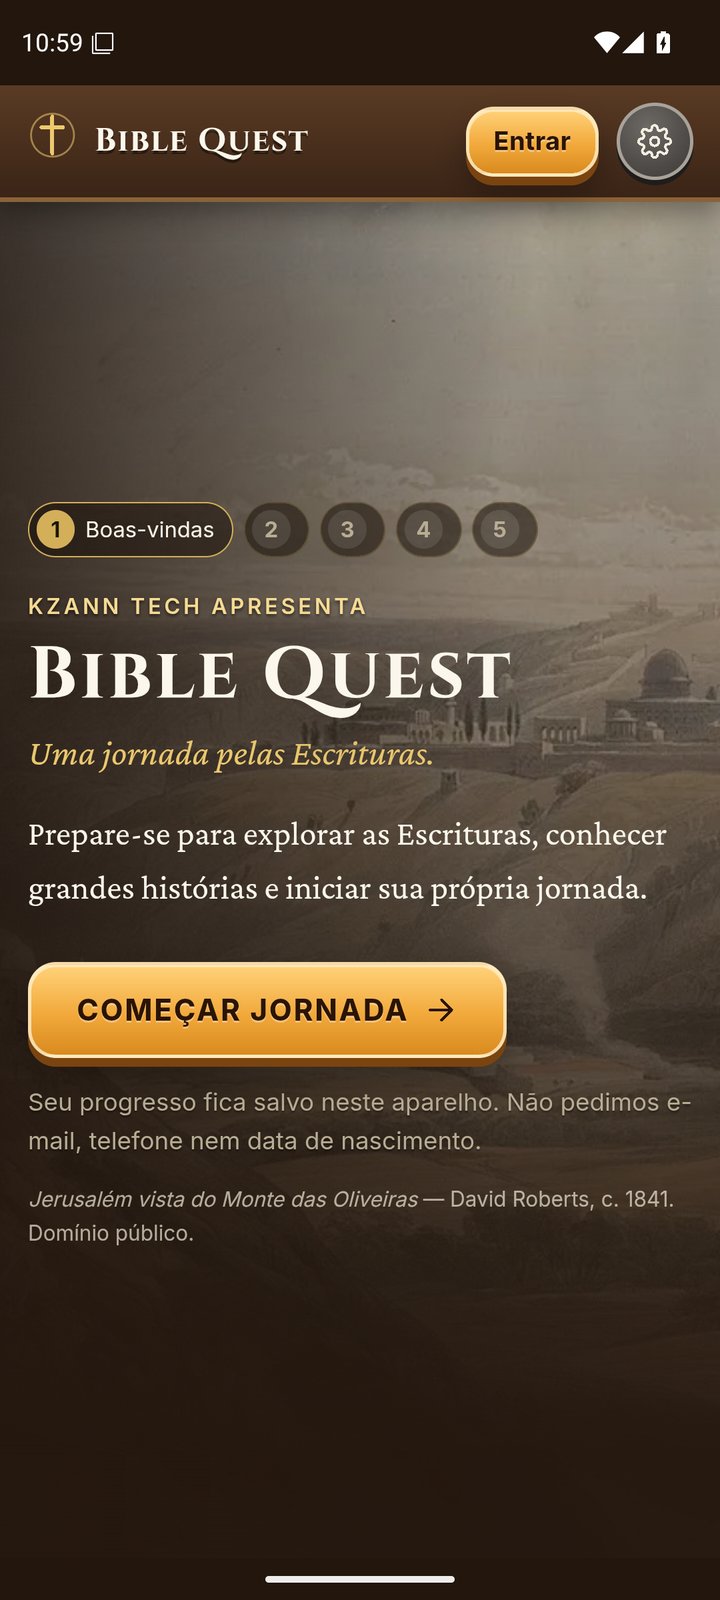 10:59
BIBLE QUEST
Entrar
1 Boas-vindas 2 3 4 5
KZANN TECH APRESENTA
BIBLE QUEST
Uma jornada pelas Escrituras.
Prepare-se para explorar as Escrituras, conhecer
grandes histórias e iniciar sua própria jornada.
COMEÇAR JORNADA →
Seu progresso fica salvo neste aparelho. Não pedimos e-
mail, telefone nem data de nascimento.
Jerusalém vista do Monte das Oliveiras — David Roberts, c. 1841.
Domínio público.